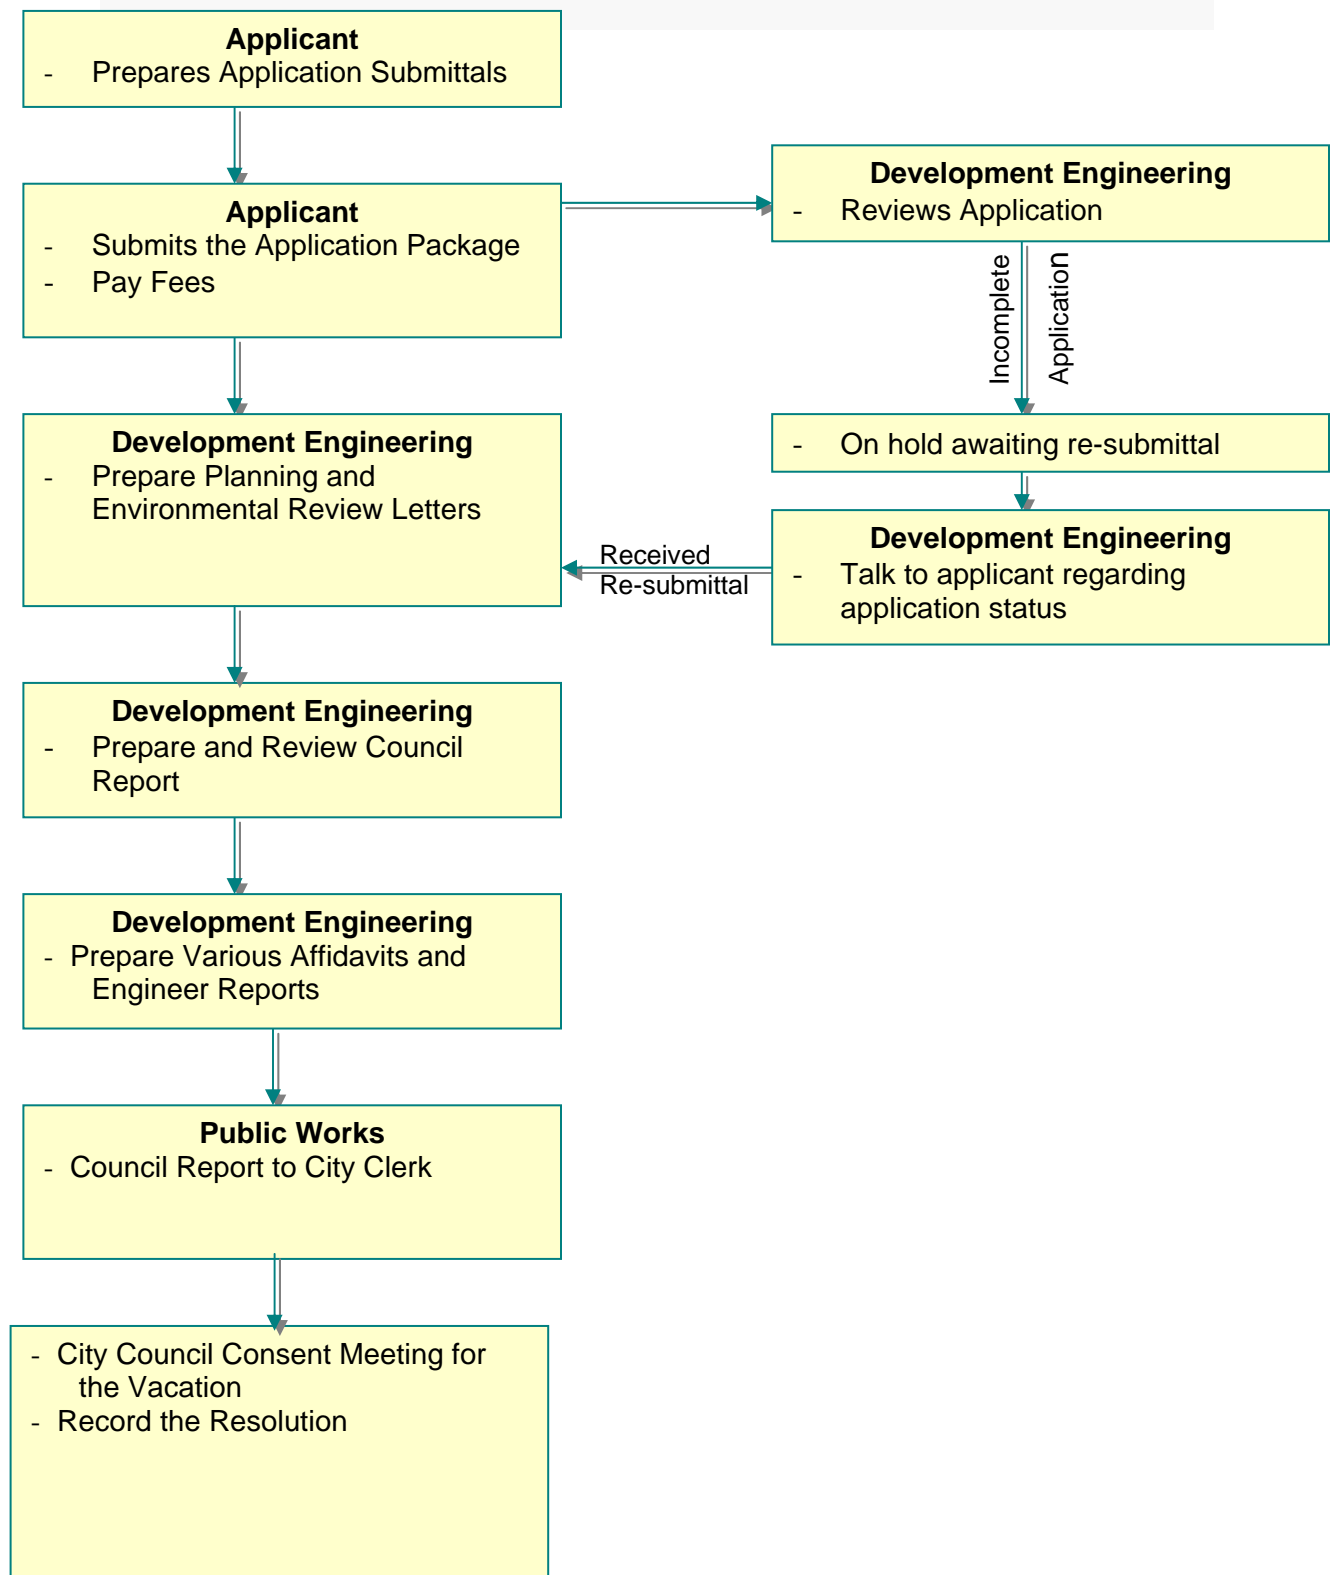 Applicant
- Prepares Application Submittals
Applicant
- Submits the Application Package
- Pay Fees
Development Engineering
- Reviews Application
Incomplete
Application
Development Engineering
- Prepare Planning and
Environmental Review Letters
- On hold awaiting re-submittal
Development Engineering
- Talk to applicant regarding
application status
Received
Re-submittal
Development Engineering
- Prepare and Review Council
Report
Development Engineering
- Prepare Various Affidavits and
Engineer Reports
Public Works
- Council Report to City Clerk
- City Council Consent Meeting for
the Vacation
- Record the Resolution